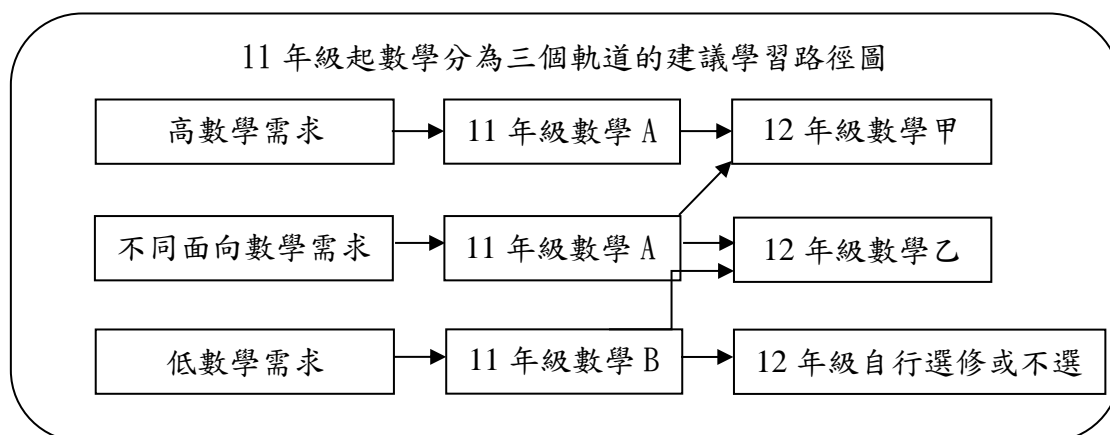 11 年級起數學分為三個軌道的建議學習路徑圖
高數學需求
11 年級數學 A
12 年級數學甲
不同面向數學需求
11 年級數學 A
12 年級數學乙
低數學需求
11 年級數學 B
12 年級自行選修或不選